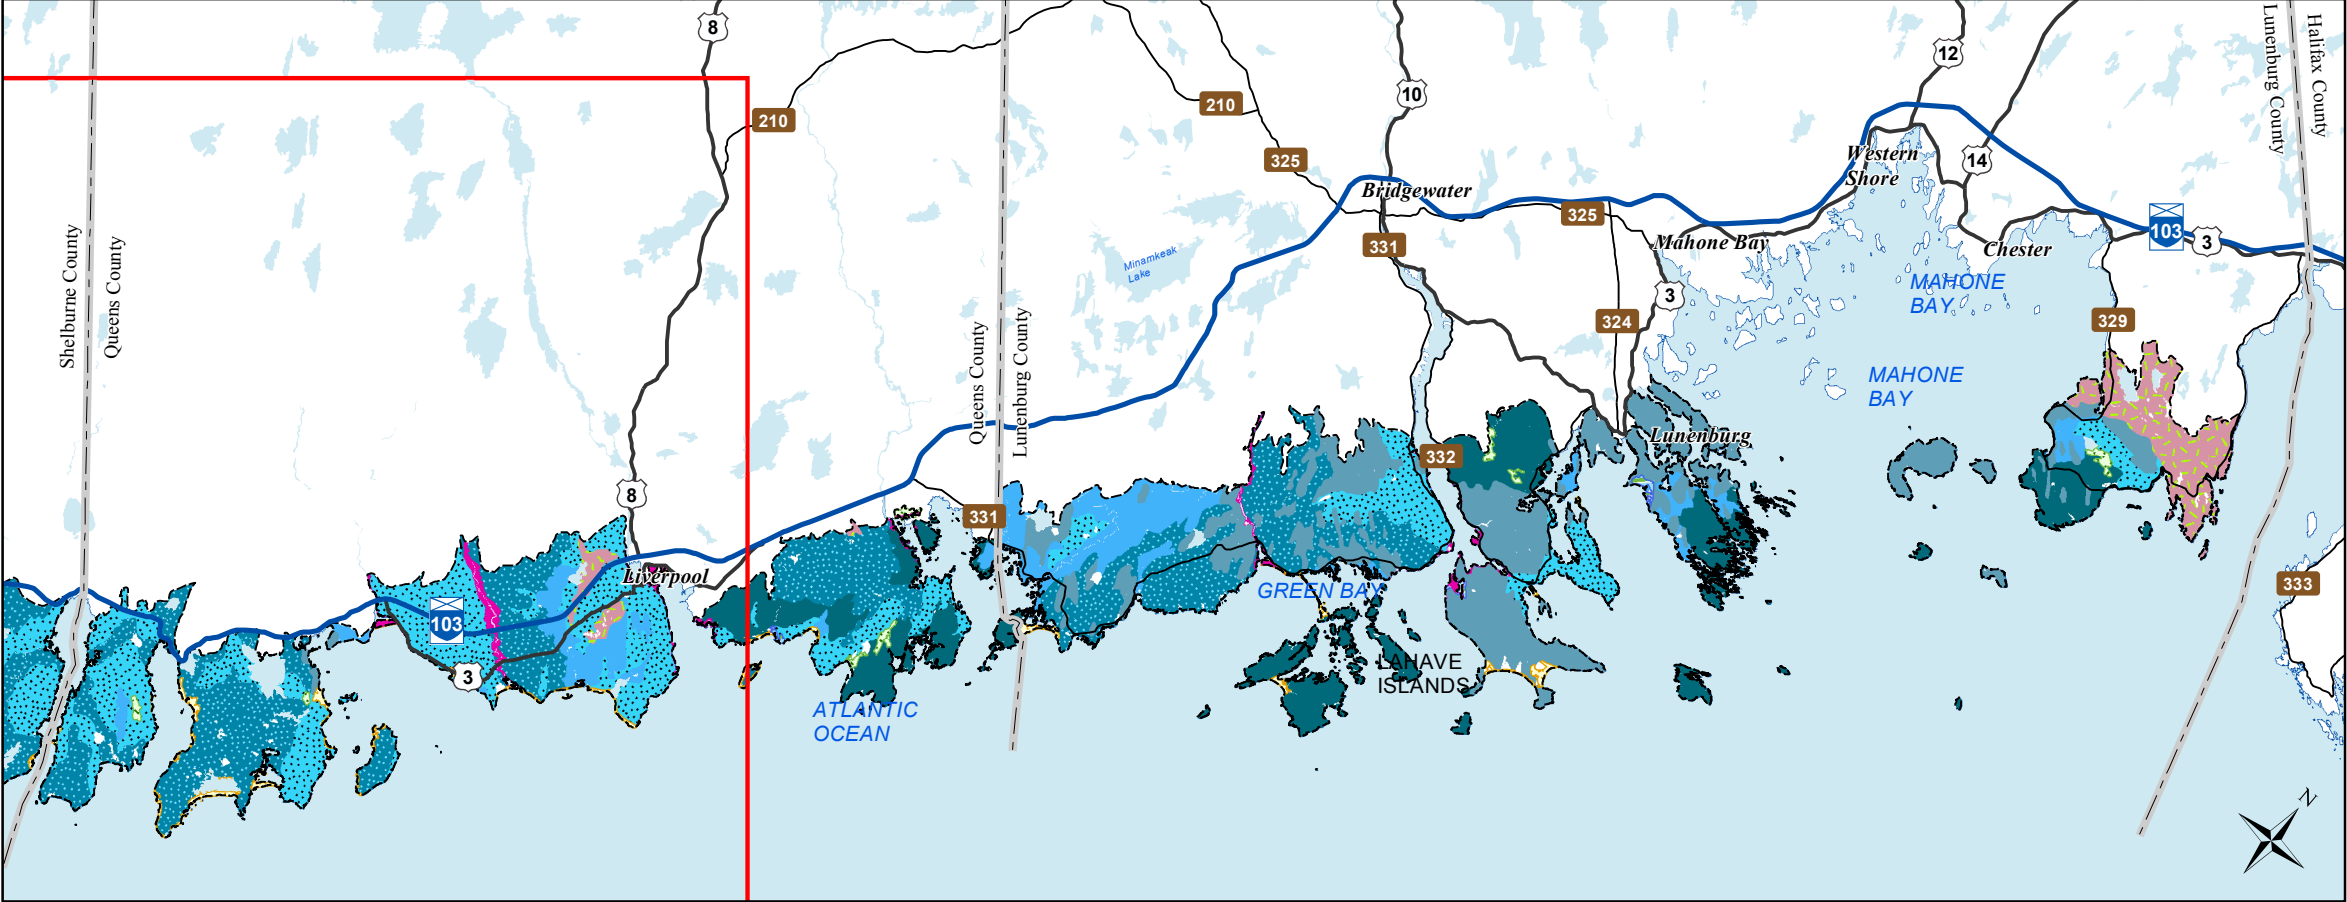 8
12
10
Halifax County
Lunenburg County
210
210
325
14
Western
Shore
Bridgewater
325
331
Mahone Bay
Chester
103
3
Shelburne County
Queens County
Minamkeak
Lake
MAHONE
BAY
3
324
329
Queens County
Lunenburg County
MAHONE
BAY
Lunenburg
332
8
331
Liverpool
GREEN BAY
333
103
3
LAHAVE
ISLANDS
ATLANTIC
OCEAN
N